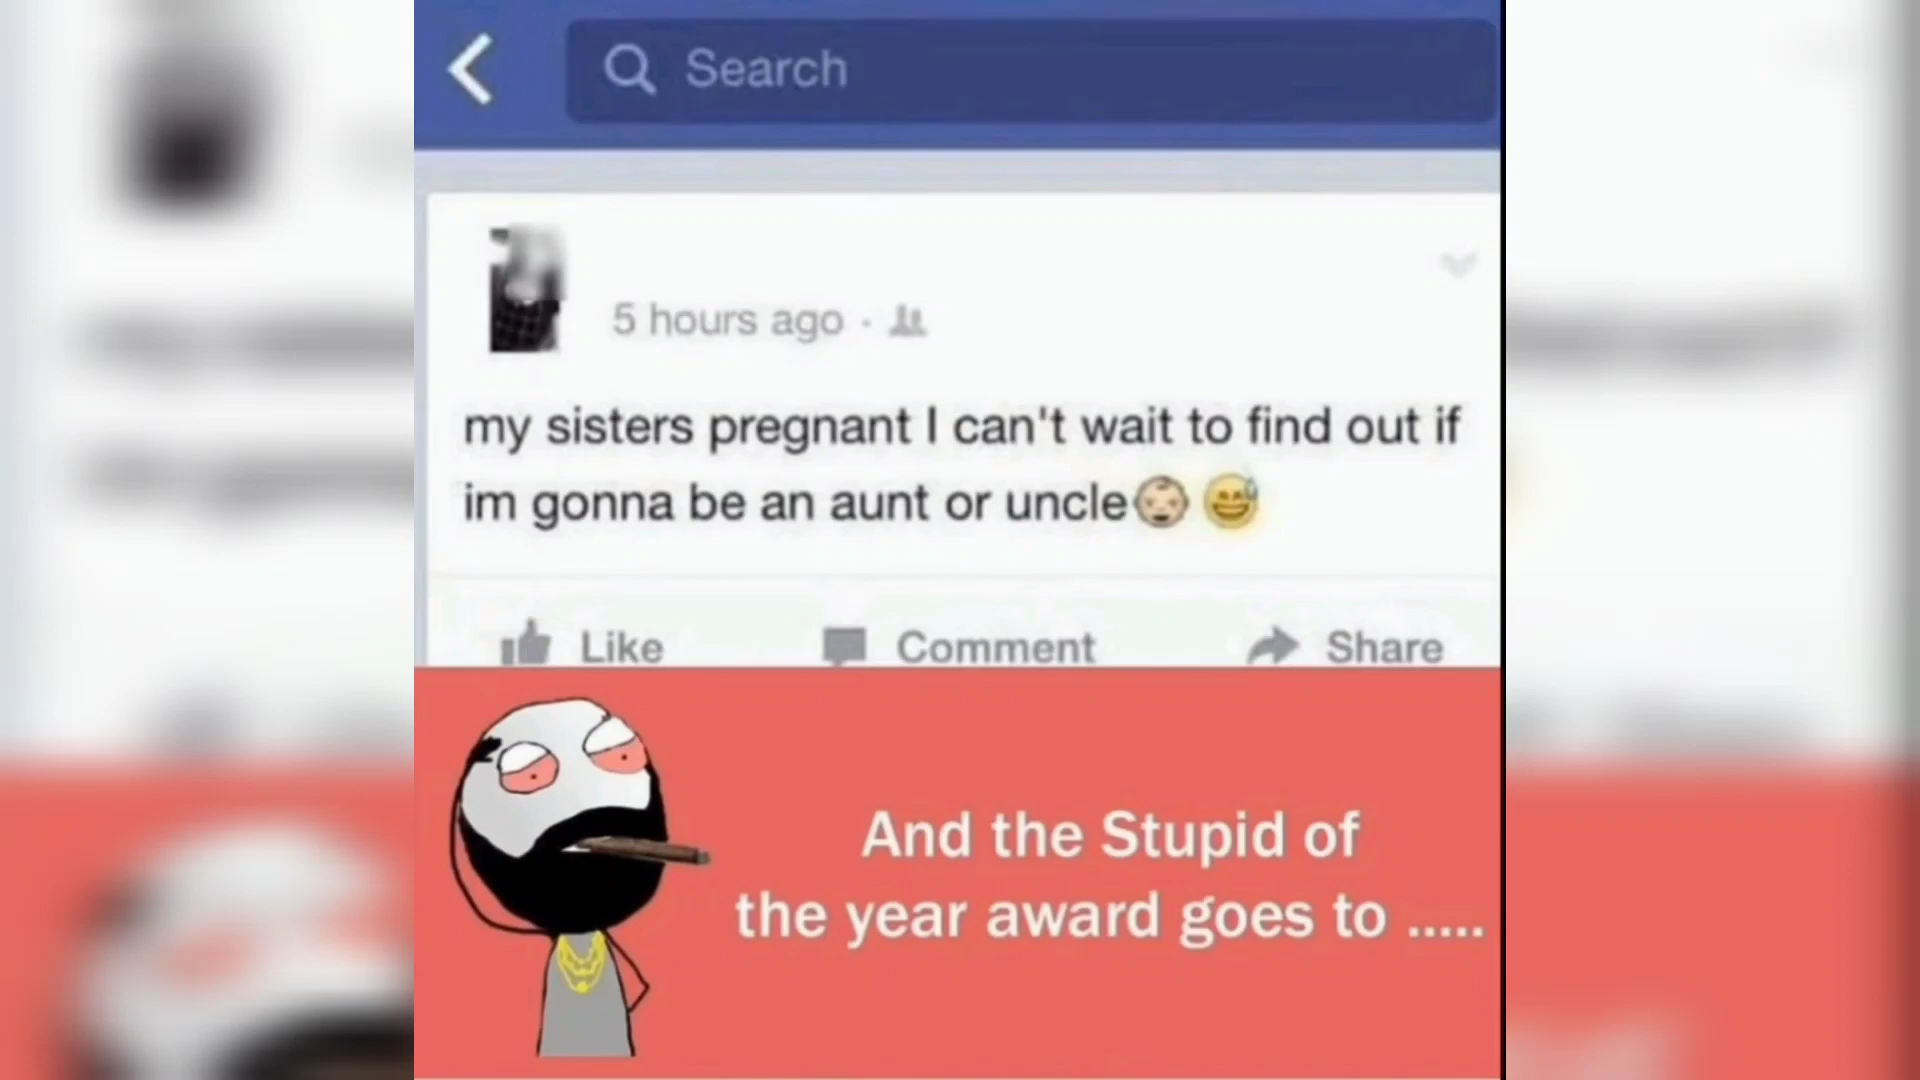 Search
5 hours ago ·
my sisters pregnant I can't wait to find out if
im gonna be an aunt or uncle👶😅
Like Comment Share
And the Stupid of
the year award goes to .....